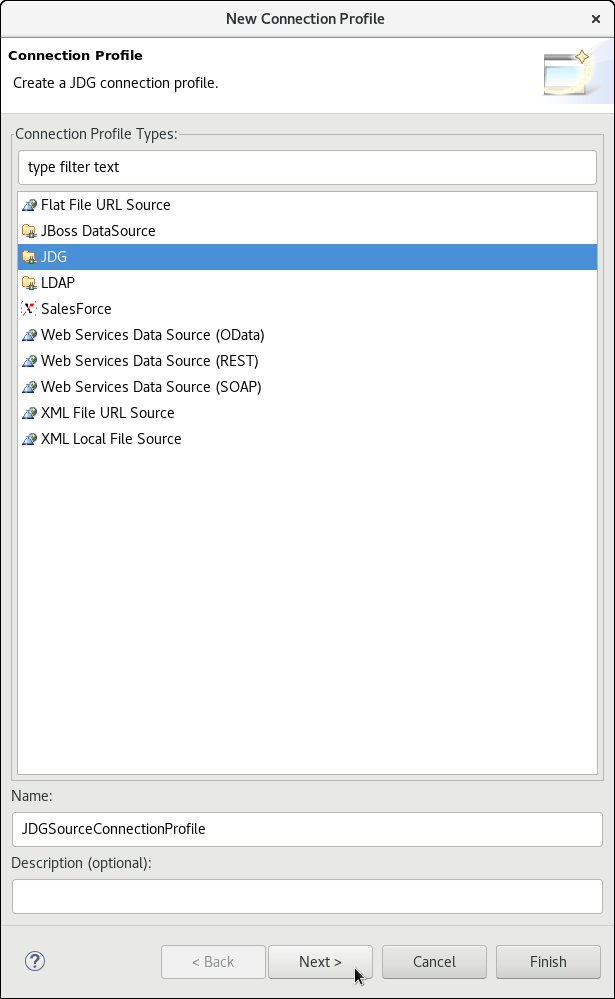 New Connection Profile
×
Connection Profile
Create a JDG connection profile.
Connection Profile Types:
type filter text
Flat File URL Source
JBoss DataSource
JDG
LDAP
SalesForce
Web Services Data Source (OData)
Web Services Data Source (REST)
Web Services Data Source (SOAP)
XML File URL Source
XML Local File Source
Name:
JDGSourceConnectionProfile
Description (optional):
? < Back Next > Cancel Finish